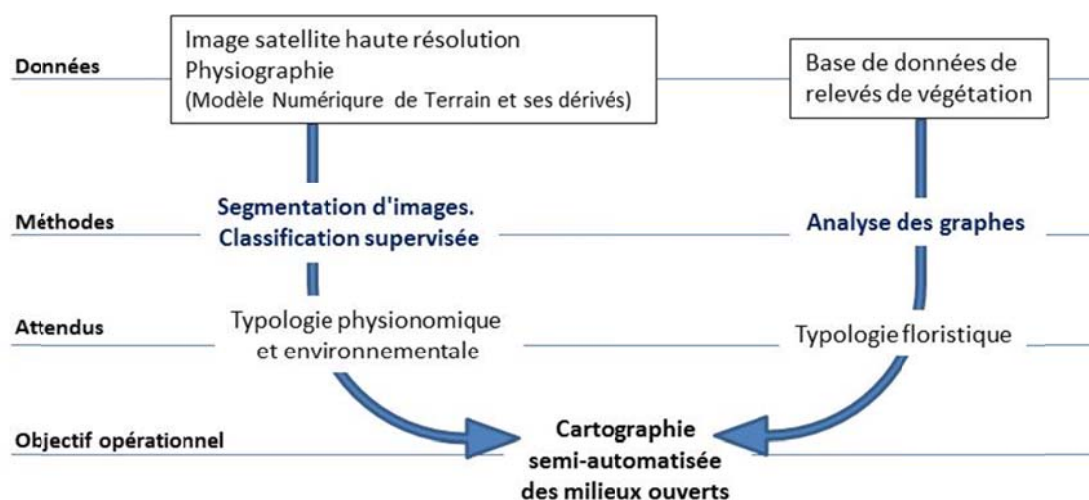 Données
Image satellite haute résolution
Physiographie
(Modèle Numériqure de Terrain et ses dérivés)
Base de données de
relevés de végétation
Méthodes
Segmentation d'images.
Classification supervisée
Analyse des graphes
Attendus
Typologie physionomique
et environnementale
Typologie floristique
Objectif opérationnel
Cartographie
semi-automatisée
des milieux ouverts